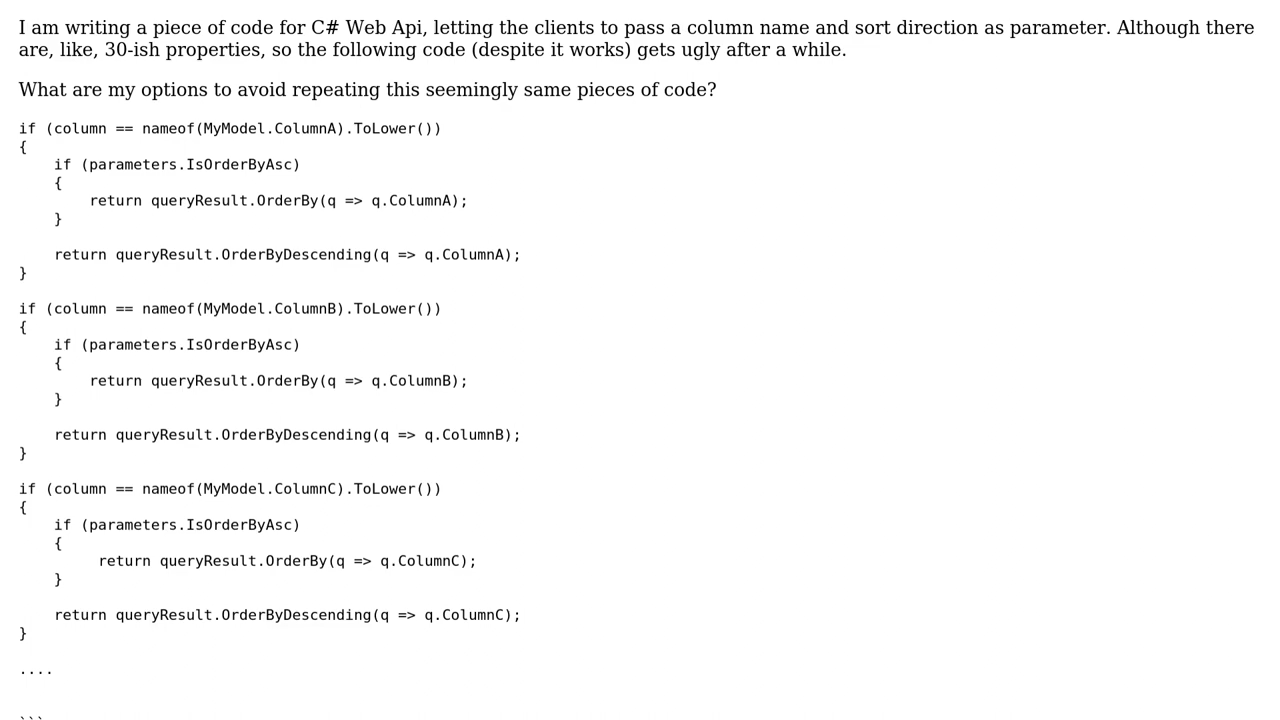 I am writing a piece of code for C# Web Api, letting the clients to pass a column name and sort direction as parameter. Although there
are, like, 30-ish properties, so the following code (despite it works) gets ugly after a while.
What are my options to avoid repeating this seemingly same pieces of code?
if (column == nameof(MyModel.ColumnA).ToLower())
{
    if (parameters.IsOrderByAsc)
    {
        return queryResult.OrderBy(q => q.ColumnA);
    }

    return queryResult.OrderByDescending(q => q.ColumnA);
}

if (column == nameof(MyModel.ColumnB).ToLower())
{
    if (parameters.IsOrderByAsc)
    {
        return queryResult.OrderBy(q => q.ColumnB);
    }

    return queryResult.OrderByDescending(q => q.ColumnB);
}

if (column == nameof(MyModel.ColumnC).ToLower())
{
    if (parameters.IsOrderByAsc)
    {
         return queryResult.OrderBy(q => q.ColumnC);
    }

    return queryResult.OrderByDescending(q => q.ColumnC);
}

....

```